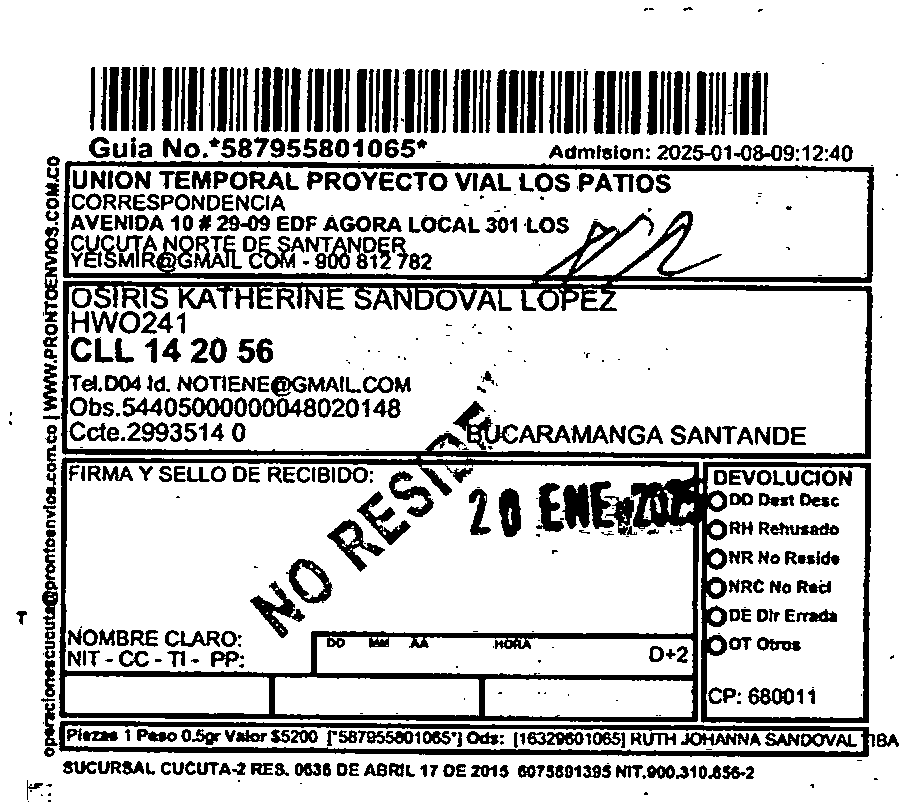 Guia No.*587955801065*
Admision: 2025-01-08-09:12:40
UNION TEMPORAL PROYECTO VIAL LOS PATIOS
CORRESPONDENCIA
AVENIDA 10 # 29-09 EDF AGORA LOCAL 301 LOS
CUCUTA NORTE DE SANTANDER
YEISMIR@GMAIL COM - 900 812 782
OSIRIS KATHERINE SANDOVAL LOPEZ
HWO241
CLL 14 20 56
Tel.D04 Id. NOTIENE@GMAIL.COM
Obs.544050000000048020148
Ccte.2993514 0
BUCARAMANGA SANTANDE
FIRMA Y SELLO DE RECIBIDO:
NO RESIDE
20 ENE 2025
DEVOLUCION
DD Dest Desc
RH Rehusado
NR No Reside
NRC No Recl
DE Dir Errada
OT Otros
NOMBRE CLARO:
NIT - CC - TI - PP:
DD MM AA HORA
D+2
CP: 680011
Piezas 1 Peso 0.5gr Valor $5200 ["587955801065"] Ods: [16329601065] RUTH JOHANNA SANDOVAL TIBA
SUCURSAL CUCUTA-2 RES. 0636 DE ABRIL 17 DE 2015 6075891395 NIT.900.310.856-2
operacionescucuta@prontoenvios.com.co | WWW.PRONTOENVIOS.COM.CO